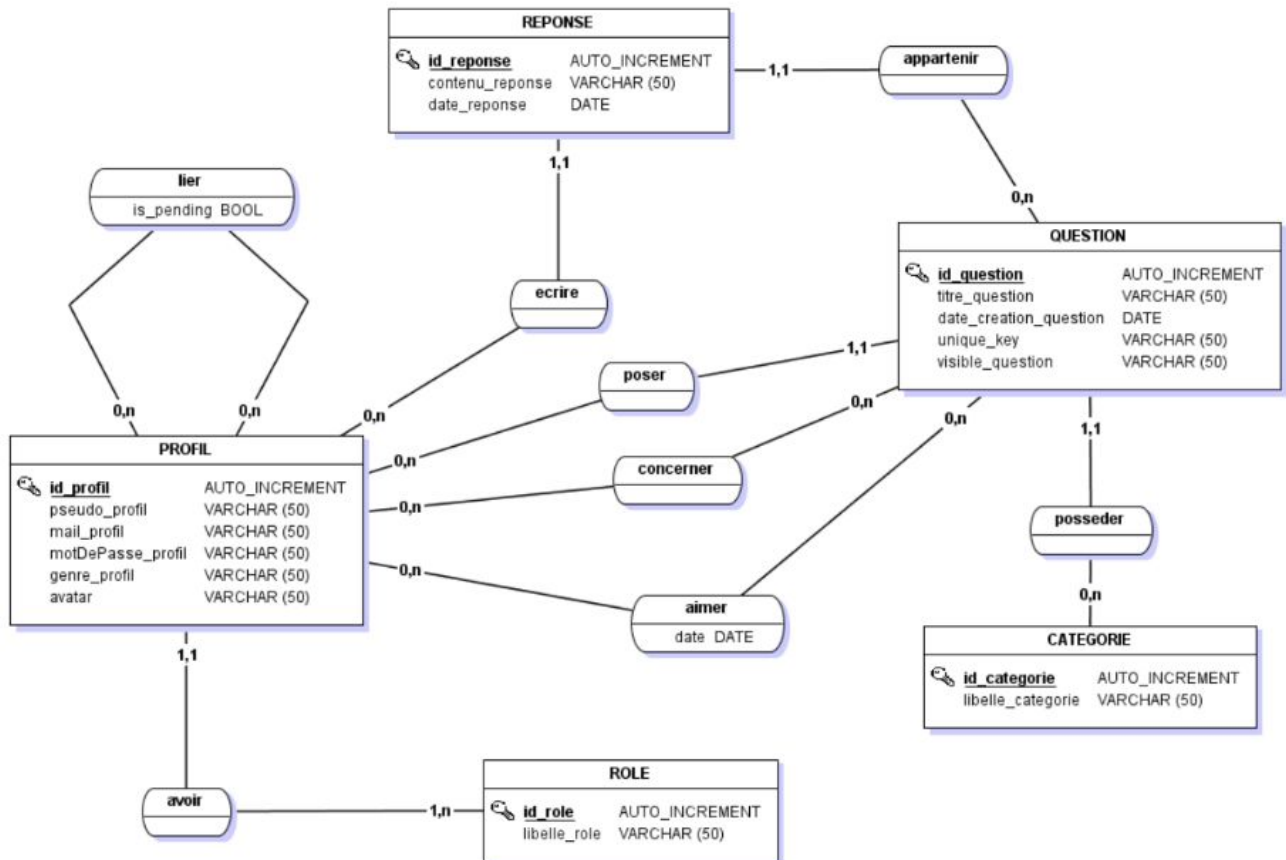 REPONSE
id_reponse AUTO_INCREMENT
contenu_reponse VARCHAR (50)
date_reponse DATE
1,1
appartenir
1,1
0,n
lier
is_pending BOOL
0,n
0,n
ecrire
0,n
QUESTION
id_question AUTO_INCREMENT
titre_question VARCHAR (50)
date_creation_question DATE
unique_key VARCHAR (50)
visible_question VARCHAR (50)
poser
1,1
0,n
concerner
0,n
0,n
aimer
date DATE
0,n
0,n
PROFIL
id_profil AUTO_INCREMENT
pseudo_profil VARCHAR (50)
mail_profil VARCHAR (50)
motDePasse_profil VARCHAR (50)
genre_profil VARCHAR (50)
avatar VARCHAR (50)
1,1
posseder
0,n
CATEGORIE
id_categorie AUTO_INCREMENT
libelle_categorie VARCHAR (50)
1,1
avoir
1,n
ROLE
id_role AUTO_INCREMENT
libelle_role VARCHAR (50)